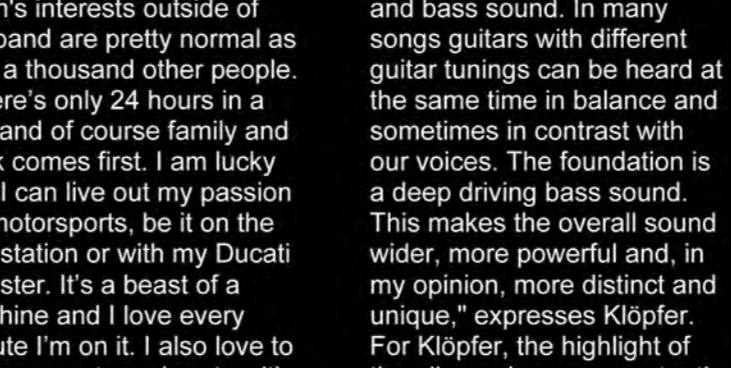 's interests outside of
band are pretty normal as
a thousand other people.
ere's only 24 hours in a
and of course family and
comes first. I am lucky
I can live out my passion
motorsports, be it on the
station or with my Ducati
ster. It's a beast of a
hine and I love every
ute I'm on it. I also love to
and bass sound. In many
songs guitars with different
guitar tunings can be heard at
the same time in balance and
sometimes in contrast with
our voices. The foundation is
a deep driving bass sound.
This makes the overall sound
wider, more powerful and, in
my opinion, more distinct and
unique," expresses Klöpfer.
For Klöpfer, the highlight of